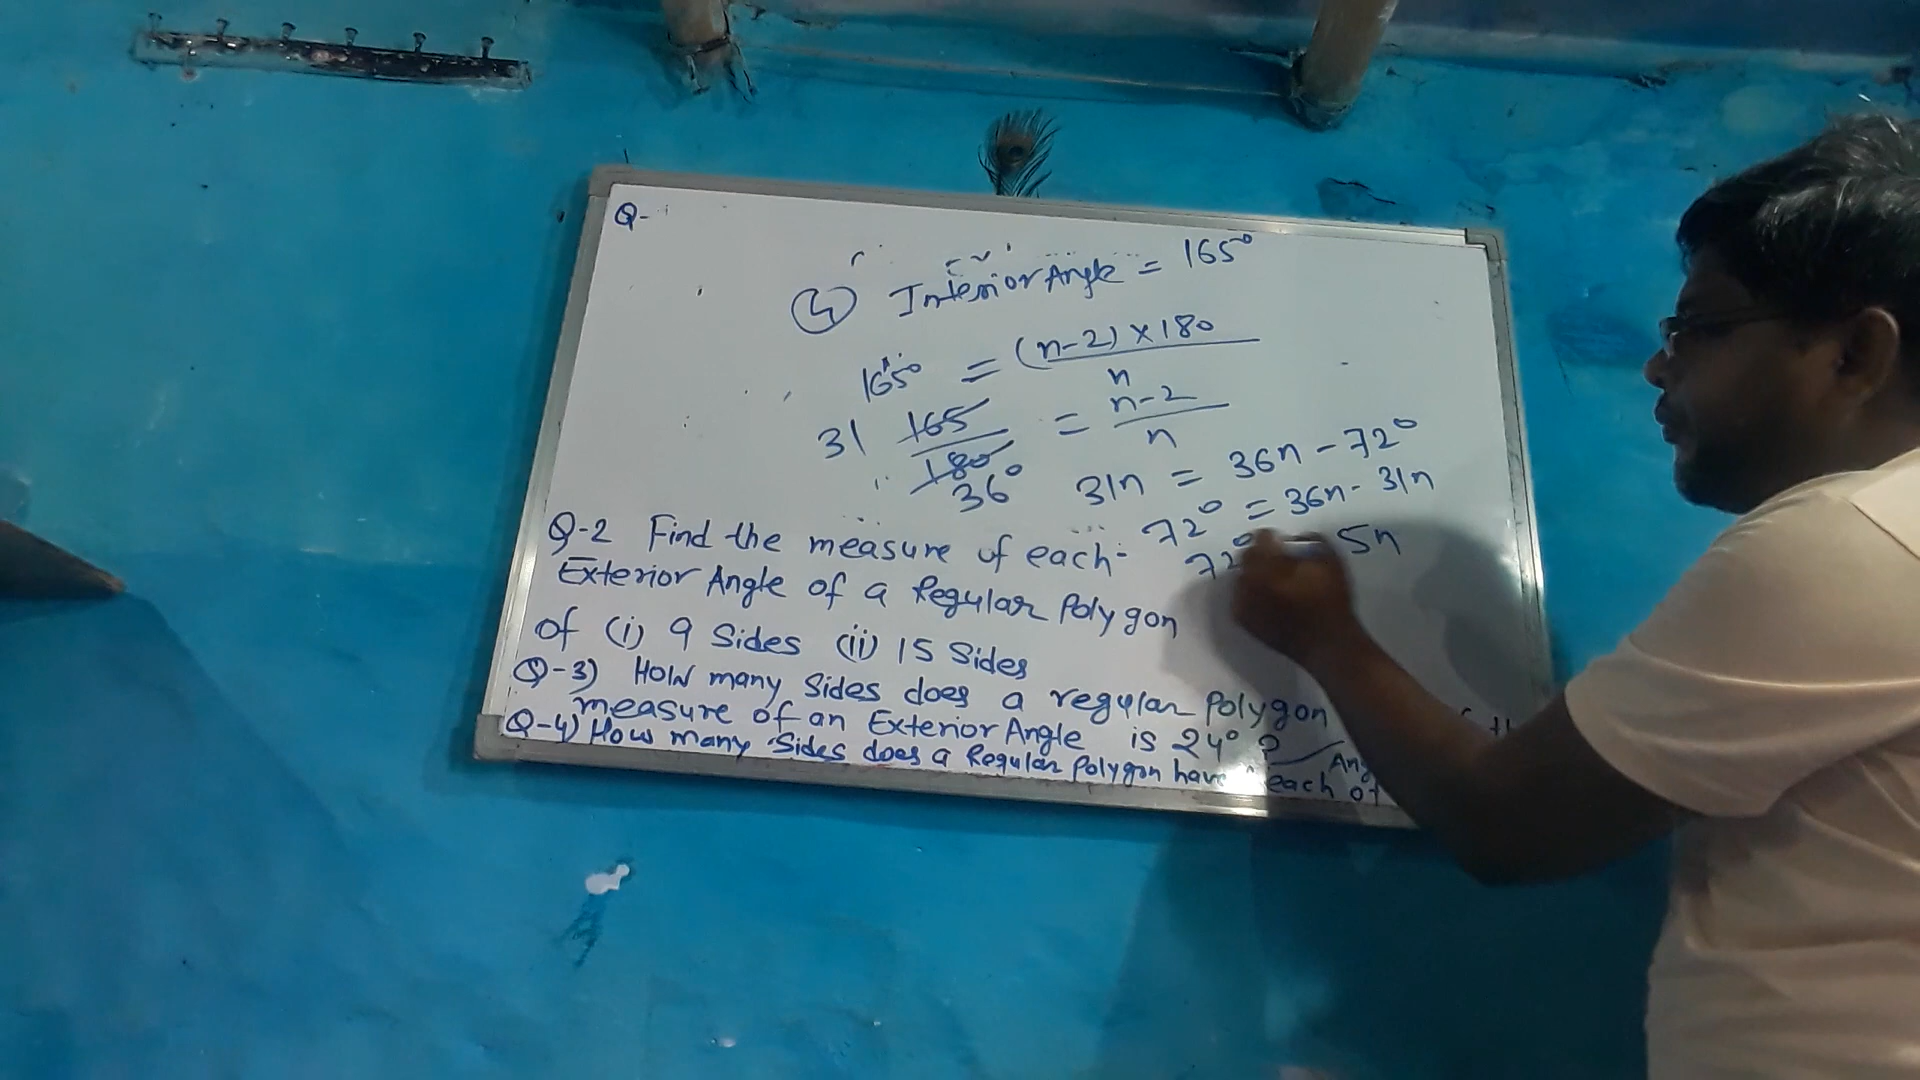 Q-
④ Interior Angle = 165°
165° = (n-2) × 180 / n
31 165 / 180 = n-2 / n
36°
31n = 36n - 72°
72° = 36n - 31n
72° = 5n
Q-2 Find the measure of each
Exterior Angle of a Regular Polygon
of (i) 9 Sides (ii) 15 Sides
Q-3) How many Sides does a regular Polygon
measure of an Exterior Angle is 24° ?
Q-4) How many Sides does a Regular Polygon have each of